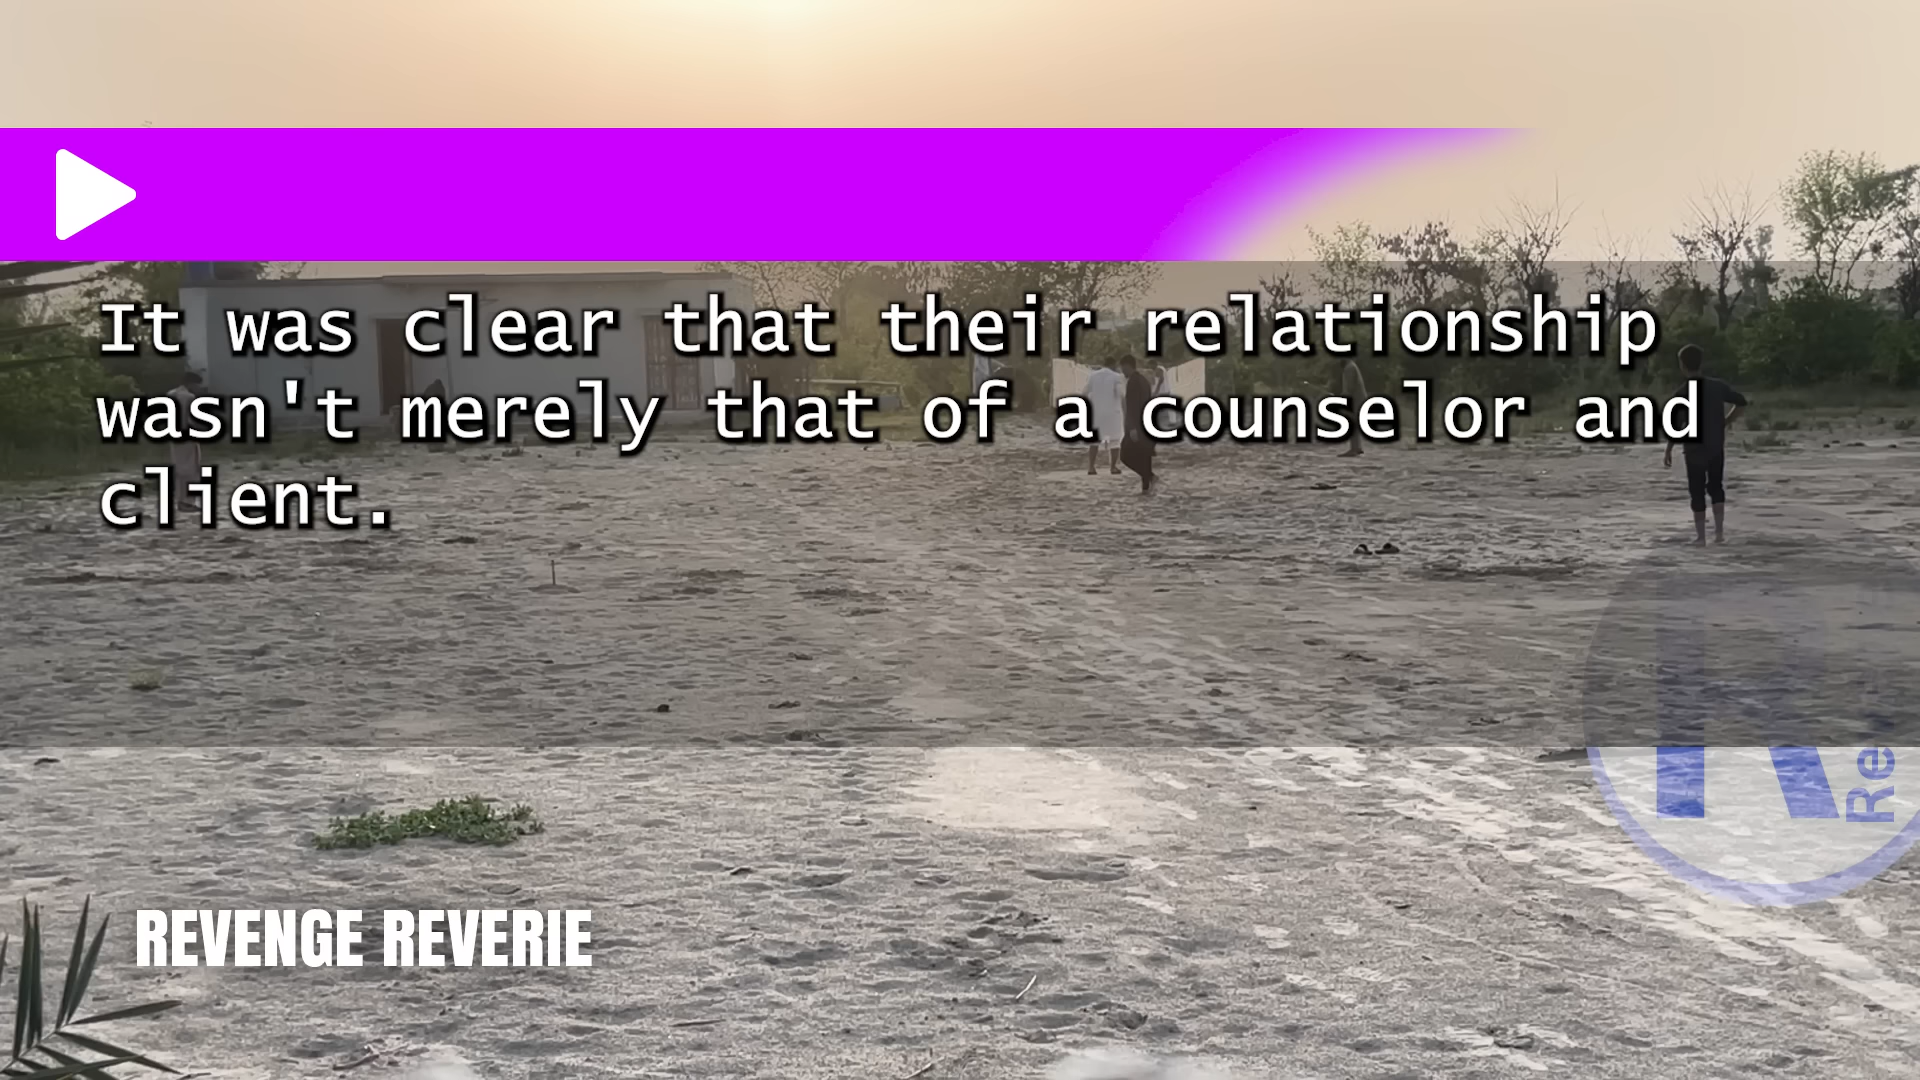 It was clear that their relationship
wasn't merely that of a counselor and
client.
R
Re
REVENGE REVERIE